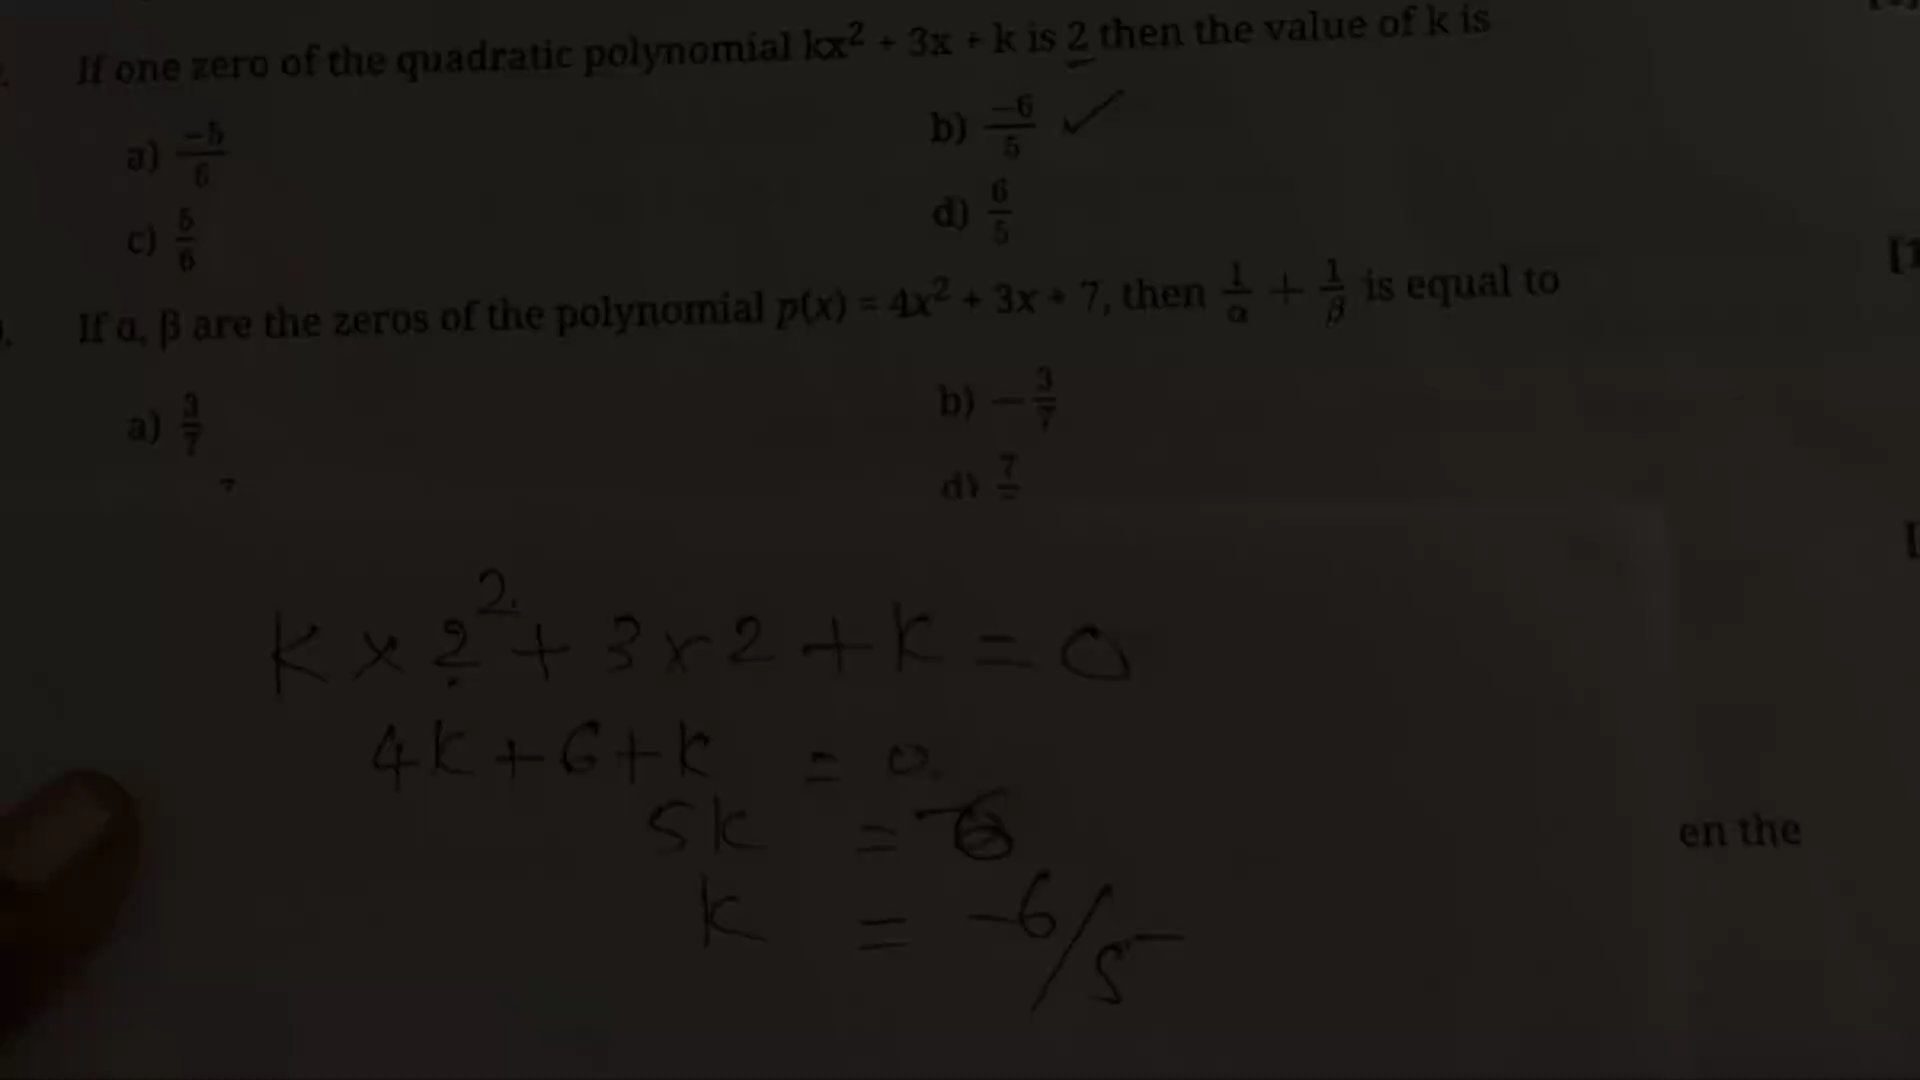 If one zero of the quadratic polynomial kx² + 3x + k is 2 then the value of k is
a) -5/6
b) -6/5 ✓
c) 5/6
d) 6/5
[1
If α, β are the zeros of the polynomial p(x) = 4x² + 3x + 7, then 1/α + 1/β is equal to
a) 3/7
b) -3/7
7
d) 7
K × 2² + 3 × 2 + K = 0
4K + 6 + K = 0
5K = -6
K = -6/5
en the